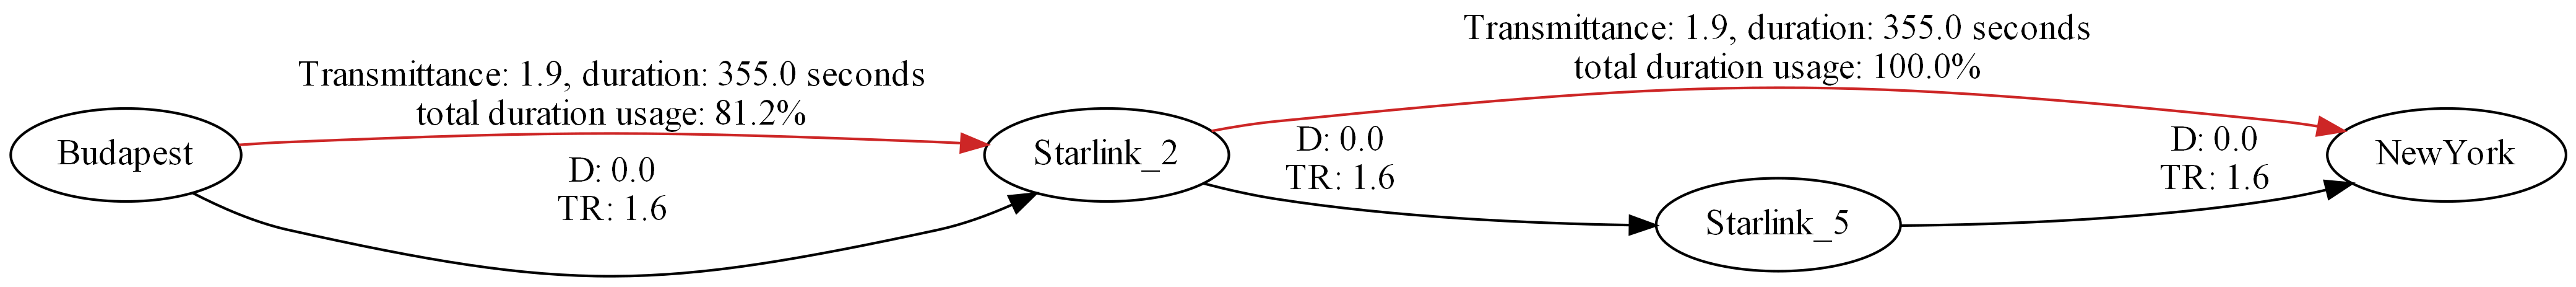 Transmittance: 1.9, duration: 355.0 seconds
total duration usage: 100.0%
Transmittance: 1.9, duration: 355.0 seconds
total duration usage: 81.2%
Budapest
D: 0.0
TR: 1.6
Starlink_2
D: 0.0
TR: 1.6
Starlink_5
D: 0.0
TR: 1.6
NewYork